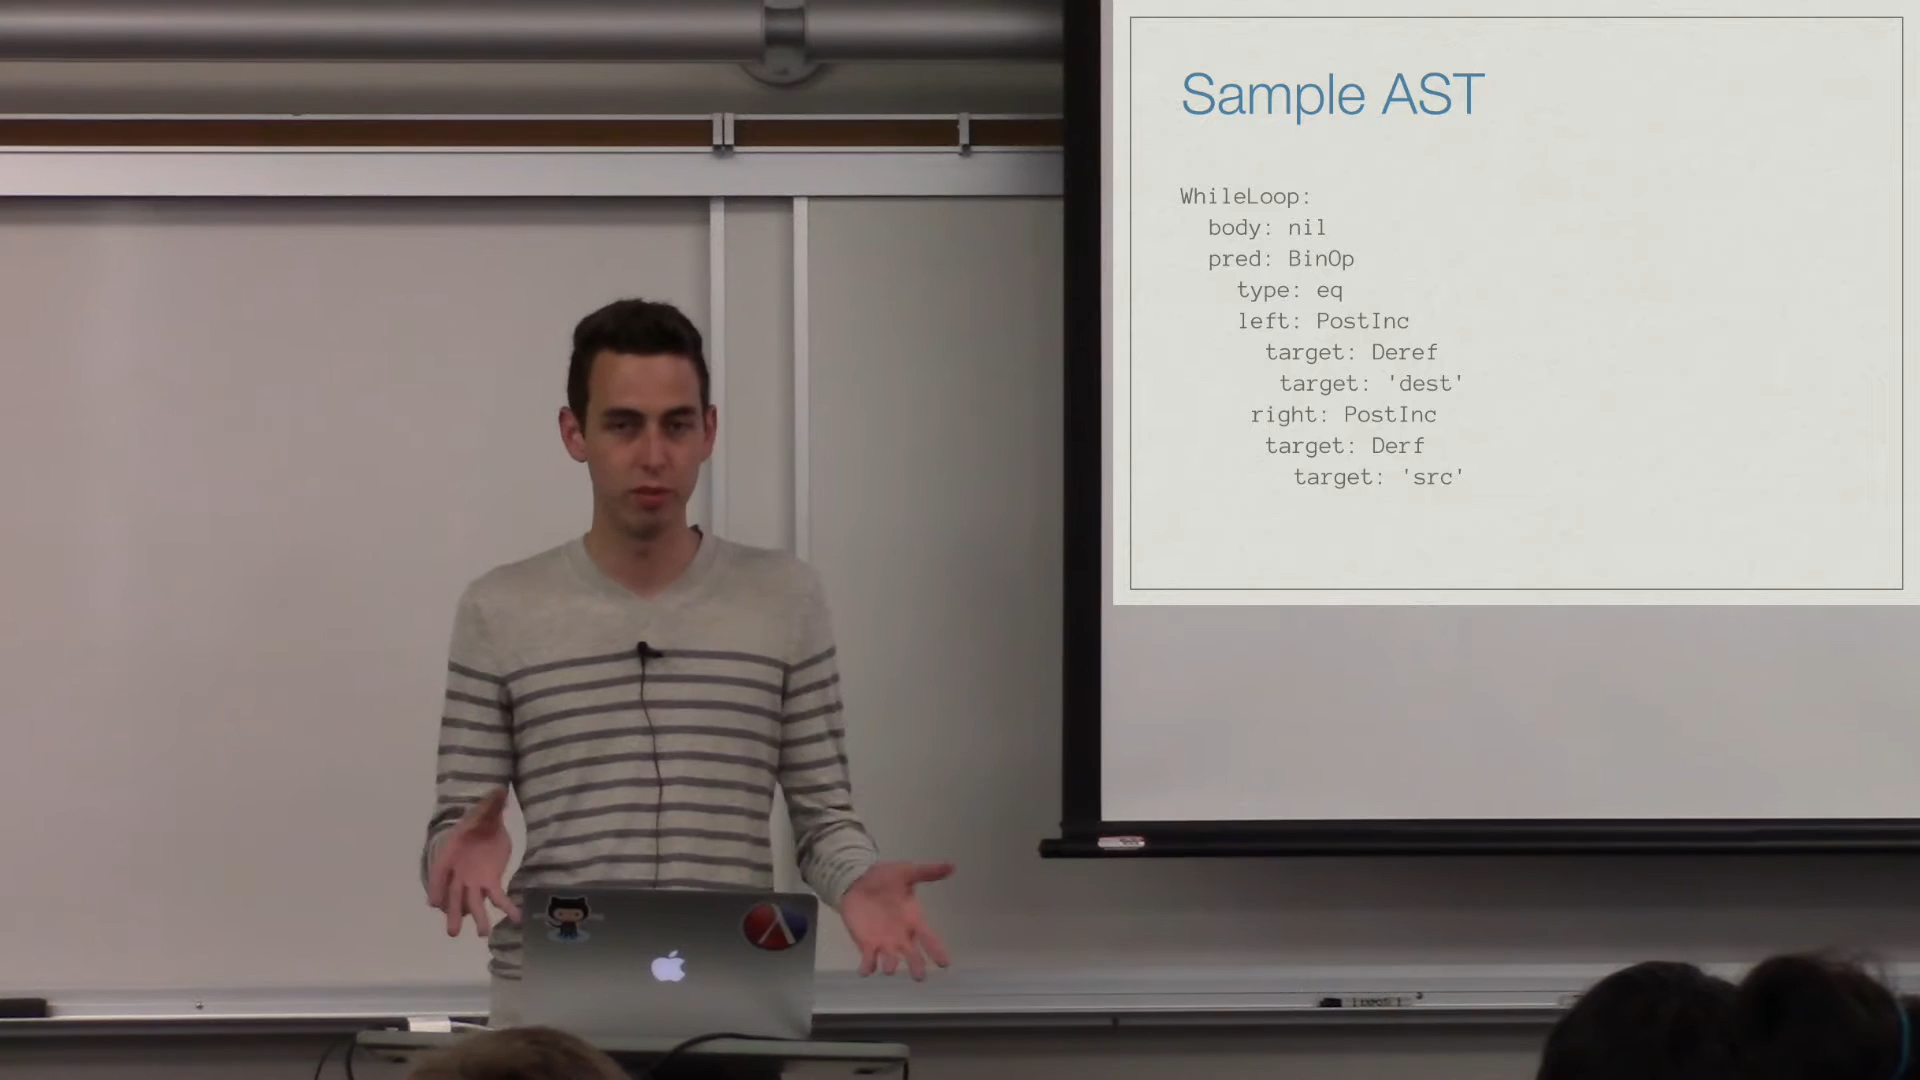 Sample AST
WhileLoop:
body: nil
pred: BinOp
type: eq
left: PostInc
target: Deref
target: 'dest'
right: PostInc
target: Derf
target: 'src'